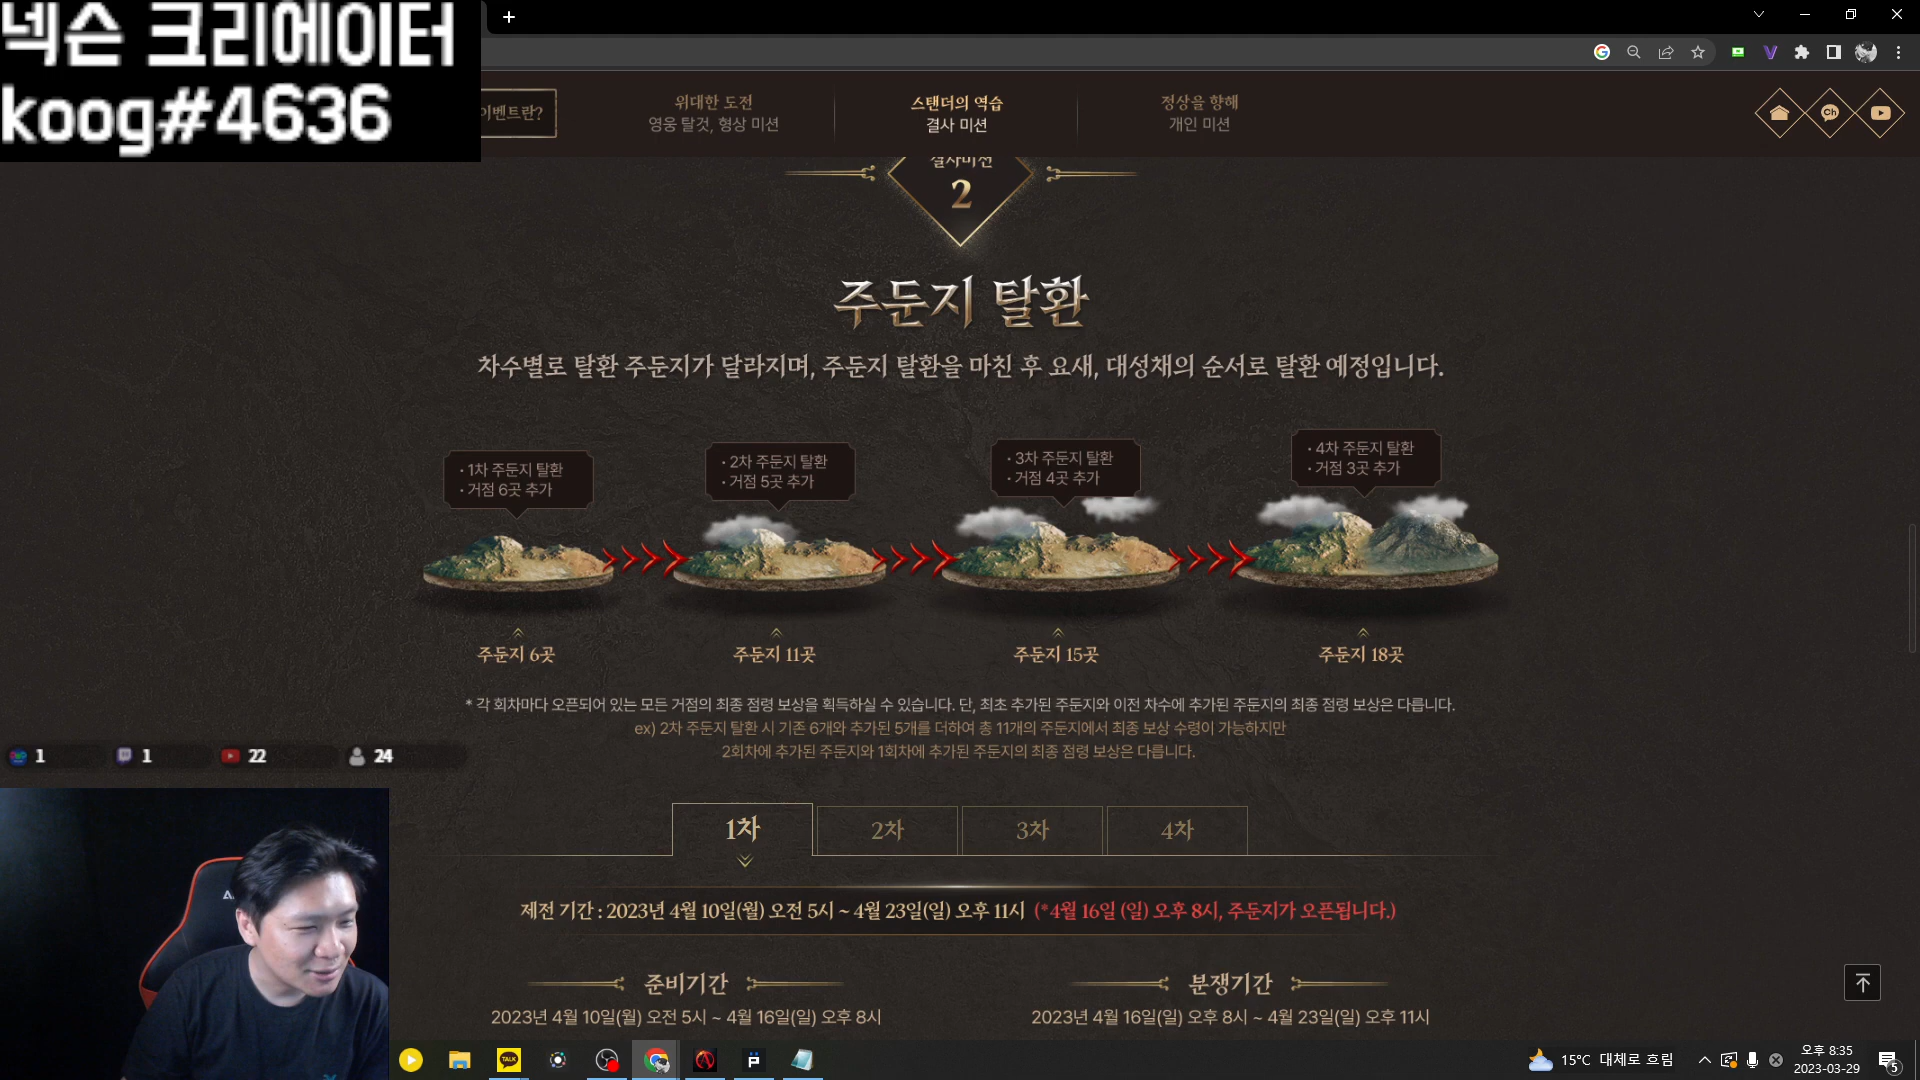 넥슨 크리에이터
koog#4636
이벤트란?
위대한 도전
영웅 탈것, 형상 미션
스탠더의 역습
결사 미션
정상을 향해
개인 미션
결사미션
2
주둔지 탈환
차수별로 탈환 주둔지가 달라지며, 주둔지 탈환을 마친 후 요새, 대성채의 순서로 탈환 예정입니다.
· 1차 주둔지 탈환
· 거점 6곳 추가
· 2차 주둔지 탈환
· 거점 5곳 추가
· 3차 주둔지 탈환
· 거점 4곳 추가
· 4차 주둔지 탈환
· 거점 3곳 추가
주둔지 6곳
주둔지 11곳
주둔지 15곳
주둔지 18곳
* 각 회차마다 오픈되어 있는 모든 거점의 최종 점령 보상을 획득하실 수 있습니다. 단, 최초 추가된 주둔지와 이전 차수에 추가된 주둔지의 최종 점령 보상은 다릅니다.
ex) 2차 주둔지 탈환 시 기존 6개와 추가된 5개를 더하여 총 11개의 주둔지에서 최종 보상 수령이 가능하지만
2회차에 추가된 주둔지와 1회차에 추가된 주둔지의 최종 점령 보상은 다릅니다.
1 1 22 24
1차 2차 3차 4차
제전 기간 : 2023년 4월 10일(월) 오전 5시 ~ 4월 23일(일) 오후 11시 (*4월 16일 (일) 오후 8시, 주둔지가 오픈됩니다.)
준비기간
2023년 4월 10일(월) 오전 5시 ~ 4월 16일(일) 오후 8시
분쟁기간
2023년 4월 16일(일) 오후 8시 ~ 4월 23일(일) 오후 11시
Ch
TALK
15°C 대체로 흐림
오후 8:35
2023-03-29
5